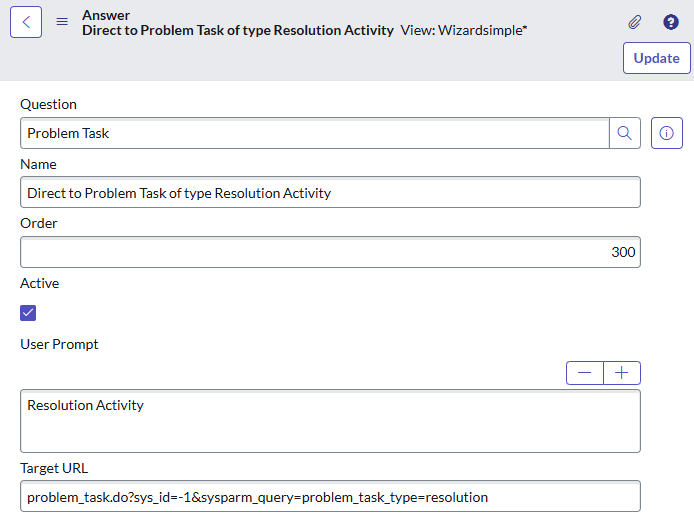 Answer
Direct to Problem Task of type Resolution Activity View: Wizardsimple*
Update
Question
Problem Task
Name
Direct to Problem Task of type Resolution Activity
Order
300
Active
User Prompt
Resolution Activity
Target URL
problem_task.do?sys_id=-1&sysparm_query=problem_task_type=resolution